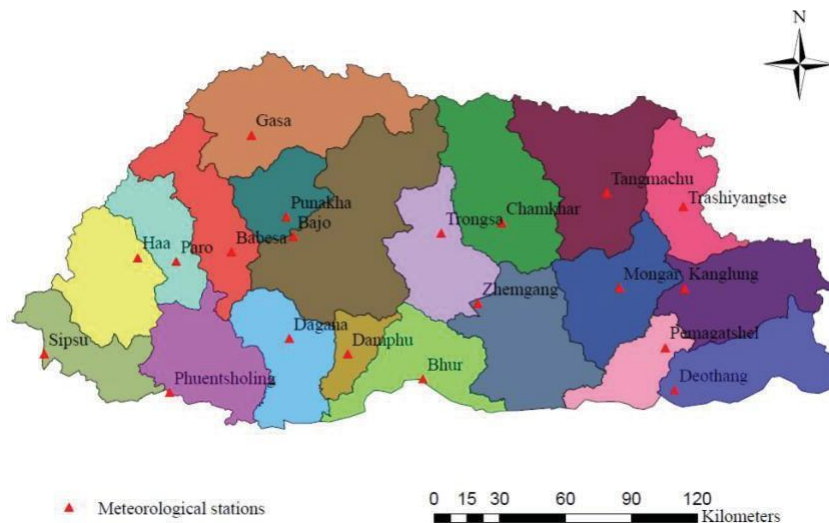 N
Gasa
Tangmachu
Trashiyangtse
Punakha
Bajo
Trongsa
Chamkhar
Haa
Paro
Babesa
Zhemgang
Mongar
Kanglung
Sipsu
Dagana
Damphu
Pemagatshel
Phuentsholing
Bhur
Deothang
Meteorological stations
0 15 30 60 90 120
Kilometers